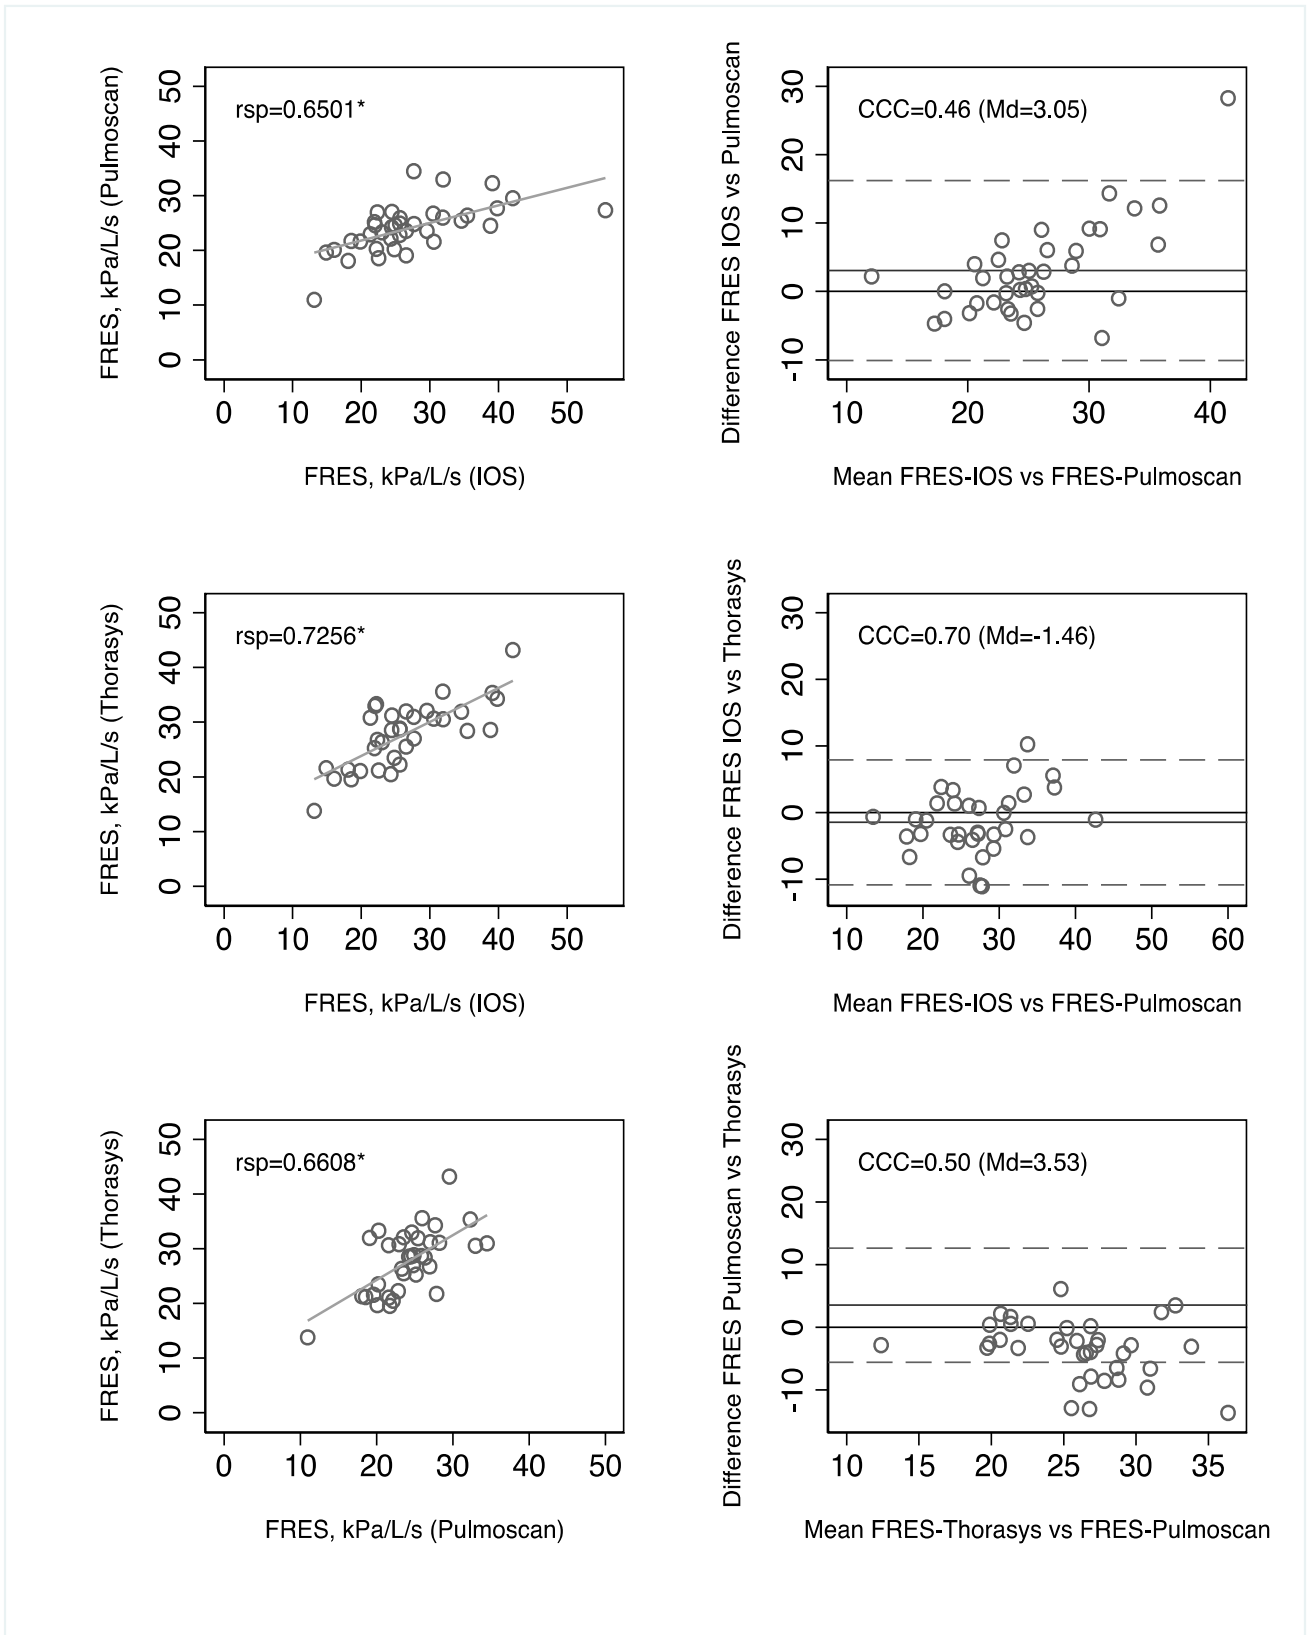 FRES, kPa/L/s (Pulmoscan)
50
40
30
20
10
0
rsp=0.6501*
0 10 20 30 40 50
FRES, kPa/L/s (IOS)
Difference FRES IOS vs Pulmoscan
30
20
10
0
-10
CCC=0.46 (Md=3.05)
10 20 30 40
Mean FRES-IOS vs FRES-Pulmoscan
FRES, kPa/L/s (Thorasys)
50
40
30
20
10
0
rsp=0.7256*
0 10 20 30 40 50
FRES, kPa/L/s (IOS)
Difference FRES IOS vs Thorasys
30
20
10
0
-10
CCC=0.70 (Md=-1.46)
10 20 30 40 50 60
Mean FRES-IOS vs FRES-Pulmoscan
FRES, kPa/L/s (Thorasys)
50
40
30
20
10
0
rsp=0.6608*
0 10 20 30 40 50
FRES, kPa/L/s (Pulmoscan)
Difference FRES Pulmoscan vs Thorasys
30
20
10
0
-10
CCC=0.50 (Md=3.53)
10 15 20 25 30 35
Mean FRES-Thorasys vs FRES-Pulmoscan